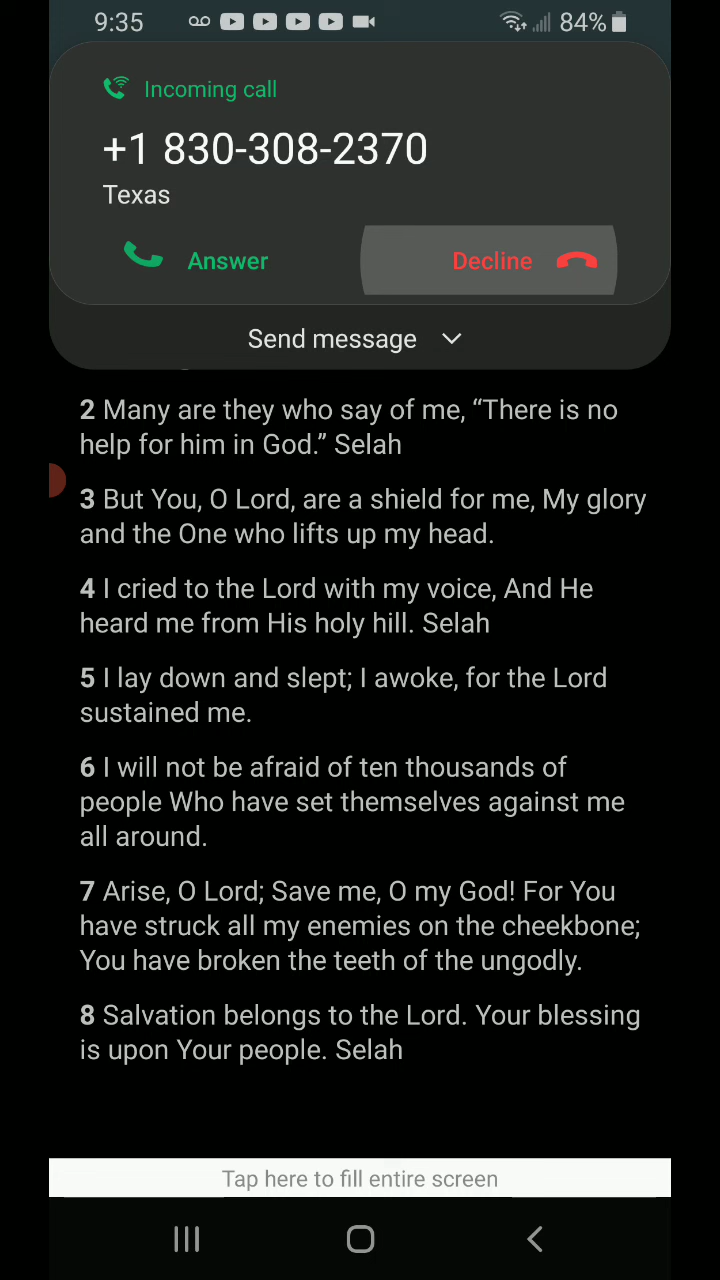 9:35
84%
Incoming call
+1 830-308-2370
Texas
Answer
Decline
Send message
2 Many are they who say of me, “There is no
help for him in God.” Selah
3 But You, O Lord, are a shield for me, My glory
and the One who lifts up my head.
4 I cried to the Lord with my voice, And He
heard me from His holy hill. Selah
5 I lay down and slept; I awoke, for the Lord
sustained me.
6 I will not be afraid of ten thousands of
people Who have set themselves against me
all around.
7 Arise, O Lord; Save me, O my God! For You
have struck all my enemies on the cheekbone;
You have broken the teeth of the ungodly.
8 Salvation belongs to the Lord. Your blessing
is upon Your people. Selah
Tap here to fill entire screen